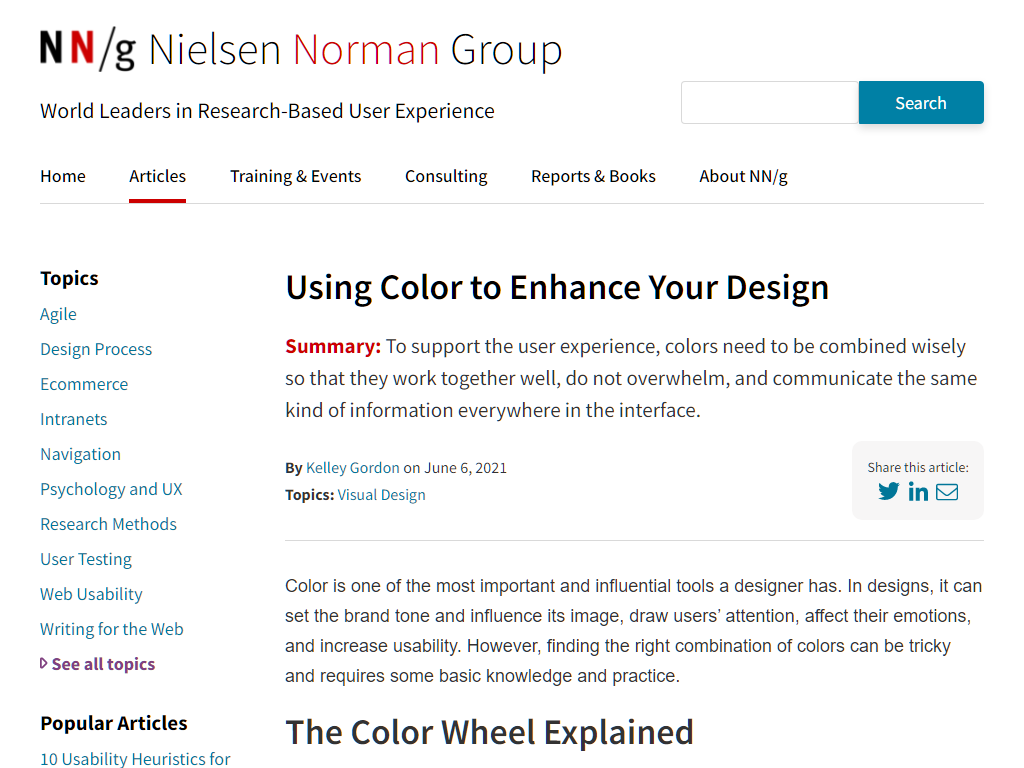 NN/g Nielsen Norman Group
World Leaders in Research-Based User Experience
Search
Home Articles Training & Events Consulting Reports & Books About NN/g
Topics
Agile
Design Process
Ecommerce
Intranets
Navigation
Psychology and UX
Research Methods
User Testing
Web Usability
Writing for the Web
See all topics
Popular Articles
10 Usability Heuristics for
Using Color to Enhance Your Design
Summary: To support the user experience, colors need to be combined wisely
so that they work together well, do not overwhelm, and communicate the same
kind of information everywhere in the interface.
By Kelley Gordon on June 6, 2021
Topics: Visual Design
Share this article:
Color is one of the most important and influential tools a designer has. In designs, it can
set the brand tone and influence its image, draw users’ attention, affect their emotions,
and increase usability. However, finding the right combination of colors can be tricky
and requires some basic knowledge and practice.
The Color Wheel Explained